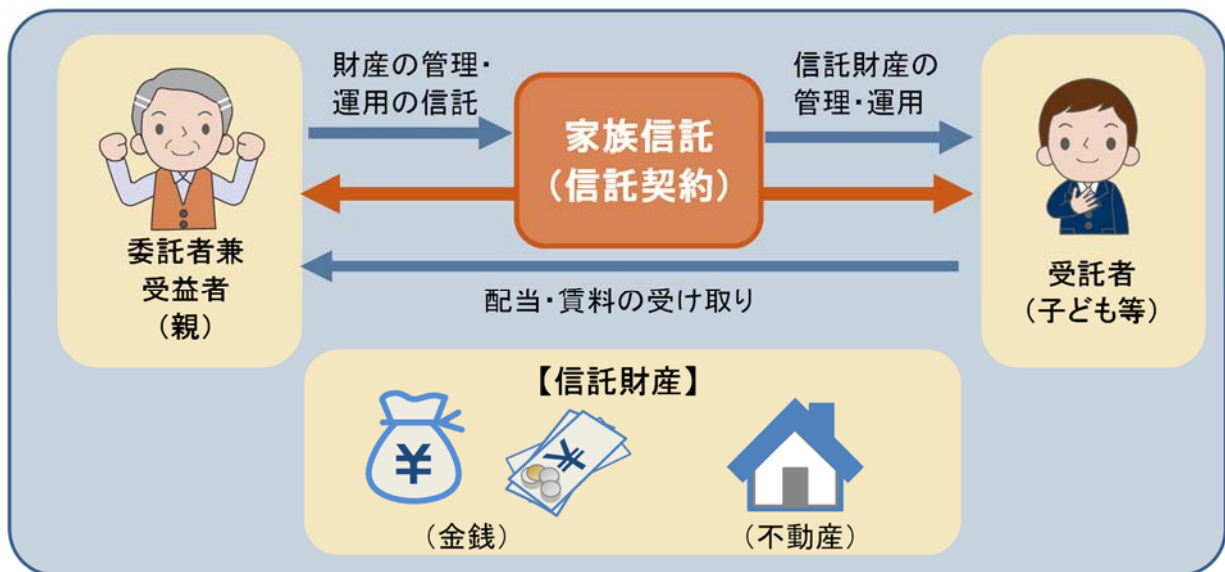 財産の管理・
運用の信託
家族信託
（信託契約）
信託財産の
管理・運用
委託者兼
受益者
（親）
受託者
（子ども等）
配当・賃料の受け取り
【信託財産】
¥
¥
（金銭）
（不動産）